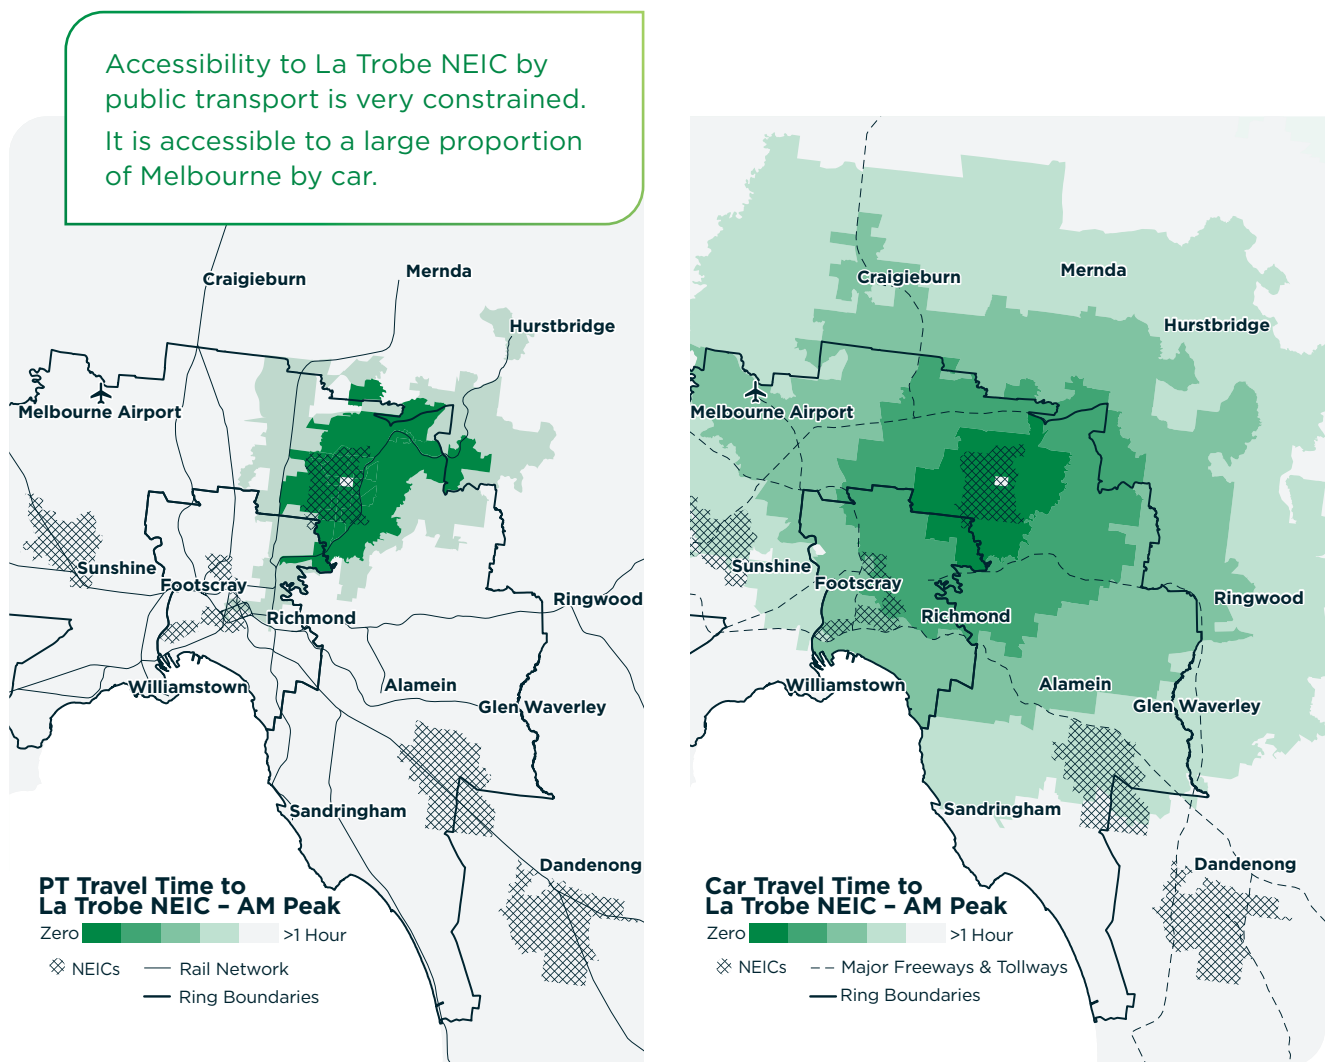 Accessibility to La Trobe NEIC by
public transport is very constrained.
It is accessible to a large proportion
of Melbourne by car.
Craigieburn
Mernda
Hurstbridge
Melbourne Airport
Sunshine
Footscray
Richmond
Ringwood
Williamstown
Alamein
Glen Waverley
Sandringham
Dandenong
PT Travel Time to
La Trobe NEIC – AM Peak
Zero >1 Hour
NEICs Rail Network
Ring Boundaries
Craigieburn
Mernda
Hurstbridge
Melbourne Airport
Sunshine
Footscray
Richmond
Ringwood
Williamstown
Alamein
Glen Waverley
Sandringham
Dandenong
Car Travel Time to
La Trobe NEIC – AM Peak
Zero >1 Hour
NEICs Major Freeways & Tollways
Ring Boundaries